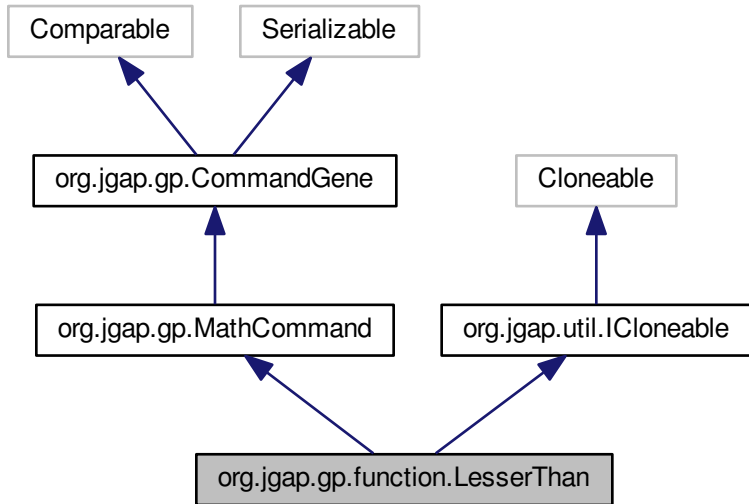 Comparable
Serializable
org.jgap.gp.CommandGene
Cloneable
org.jgap.gp.MathCommand
org.jgap.util.ICloneable
org.jgap.gp.function.LesserThan